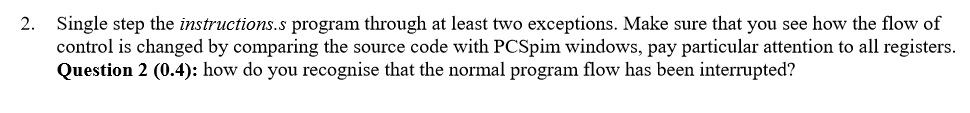 2. Single step the instructions.s program through at least two exceptions. Make sure that you see how the flow of
control is changed by comparing the source code with PCSpim windows, pay particular attention to all registers.
Question 2 (0.4): how do you recognise that the normal program flow has been interrupted?